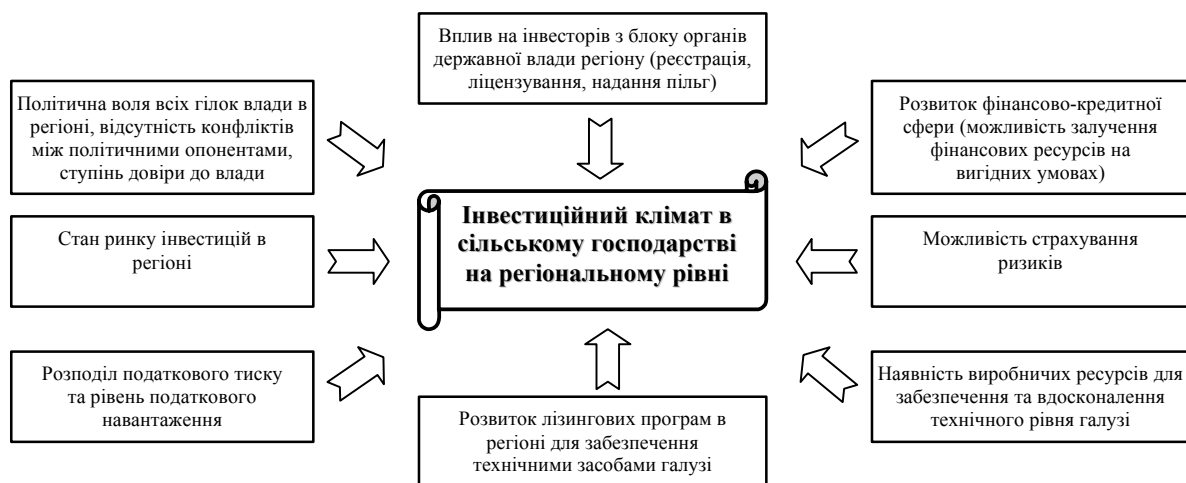 Вплив на інвесторів з блоку органів
державної влади регіону (реєстрація,
ліцензування, надання пільг)
Політична воля всіх гілок влади в
регіоні, відсутність конфліктів
між політичними опонентами,
ступінь довіри до влади
Розвиток фінансово-кредитної
сфери (можливість залучення
фінансових ресурсів на
вигідних умовах)
Інвестиційний клімат в
сільському господарстві
на регіональному рівні
Стан ринку інвестицій в
регіоні
Можливість страхування
ризиків
Розподіл податкового тиску
та рівень податкового
навантаження
Розвиток лізингових програм в
регіоні для забезпечення
технічними засобами галузі
Наявність виробничих ресурсів для
забезпечення та вдосконалення
технічного рівня галузі